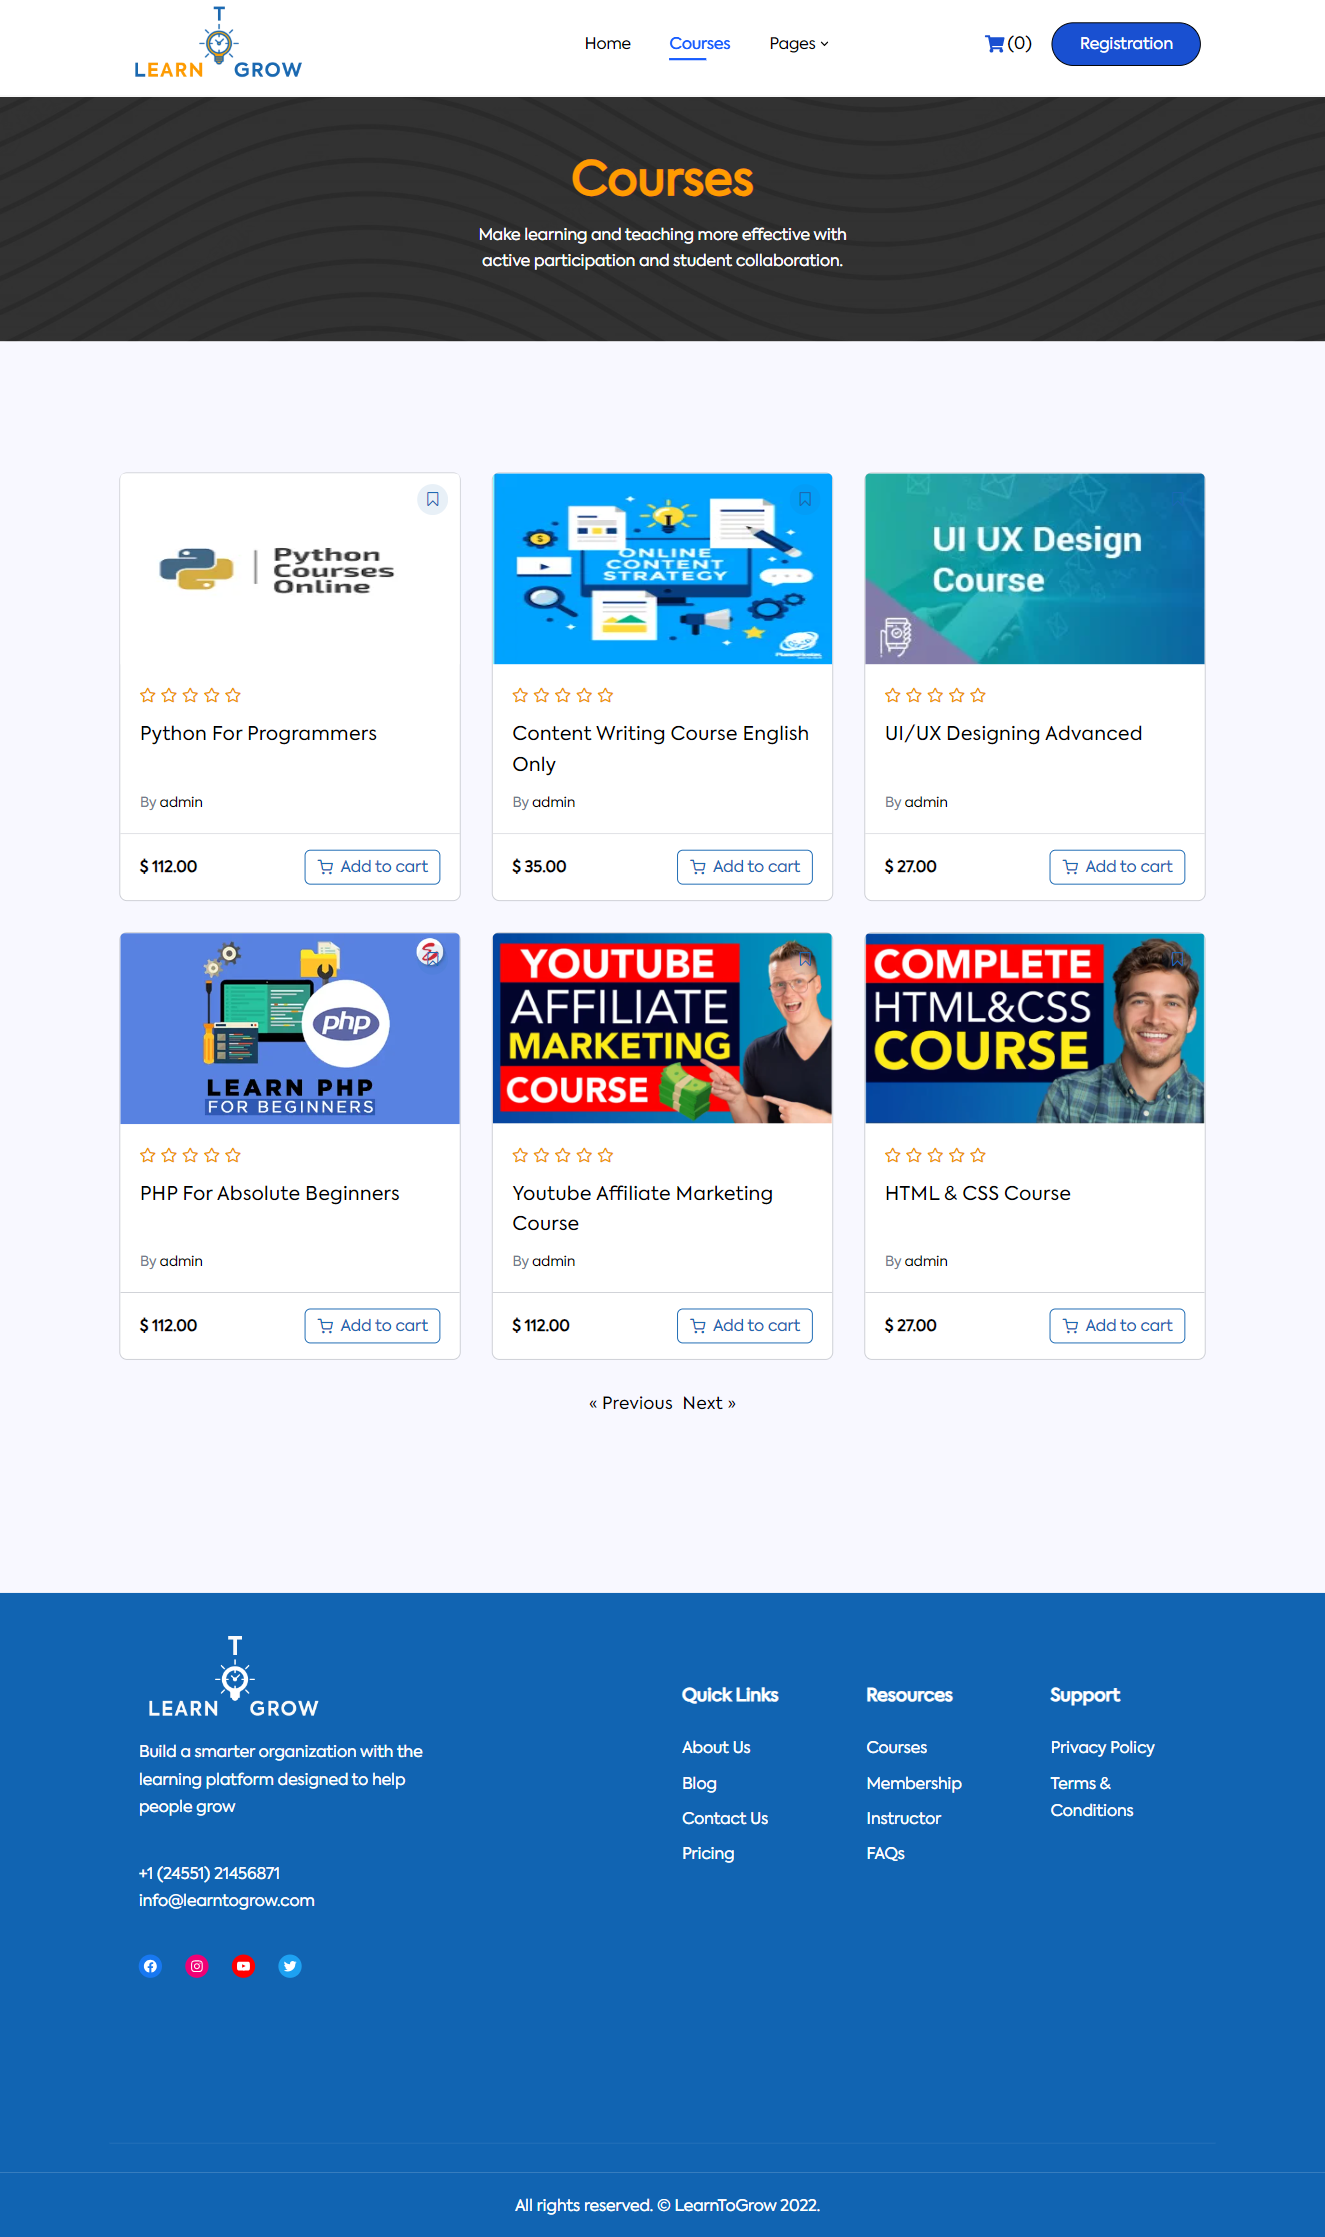 T
LEARN GROW
Home
Courses
Pages
(0)
Registration
Courses
Make learning and teaching more effective with
active participation and student collaboration.
Python
Courses
Online
ONLINE
CONTENT
STRATEGY
UI UX Design
Course
Python For Programmers
By admin
$ 112.00
Add to cart
Content Writing Course English
Only
By admin
$ 35.00
Add to cart
UI/UX Designing Advanced
By admin
$ 27.00
Add to cart
php
LEARN PHP
FOR BEGINNERS
YOUTUBE
AFFILIATE
MARKETING
COURSE
COMPLETE
HTML&CSS
COURSE
PHP For Absolute Beginners
By admin
$ 112.00
Add to cart
Youtube Affiliate Marketing
Course
By admin
$ 112.00
Add to cart
HTML & CSS Course
By admin
$ 27.00
Add to cart
« Previous Next »
T
LEARN GROW
Build a smarter organization with the
learning platform designed to help
people grow
+1 (24551) 21456871
info@learntogrow.com
Quick Links
About Us
Blog
Contact Us
Pricing
Resources
Courses
Membership
Instructor
FAQs
Support
Privacy Policy
Terms &
Conditions
All rights reserved. © LearnToGrow 2022.